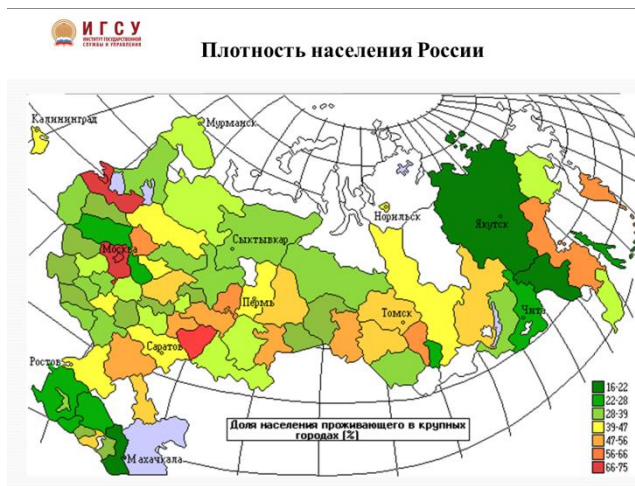 ИГСУ
ИНСТИТУТ ГОСУДАРСТВЕННОЙ
СЛУЖБЫ И УПРАВЛЕНИЯ
Плотность населения России
Калининград
Мурманск
Норильск
Якутск
Сыктывкар
Москва
Пермь
Томск
Чита
Саратов
Ростов
Махачкала
Доля населения проживающего в крупных
городах [%]
16-22
22-28
28-39
39-47
47-56
56-66
66-75